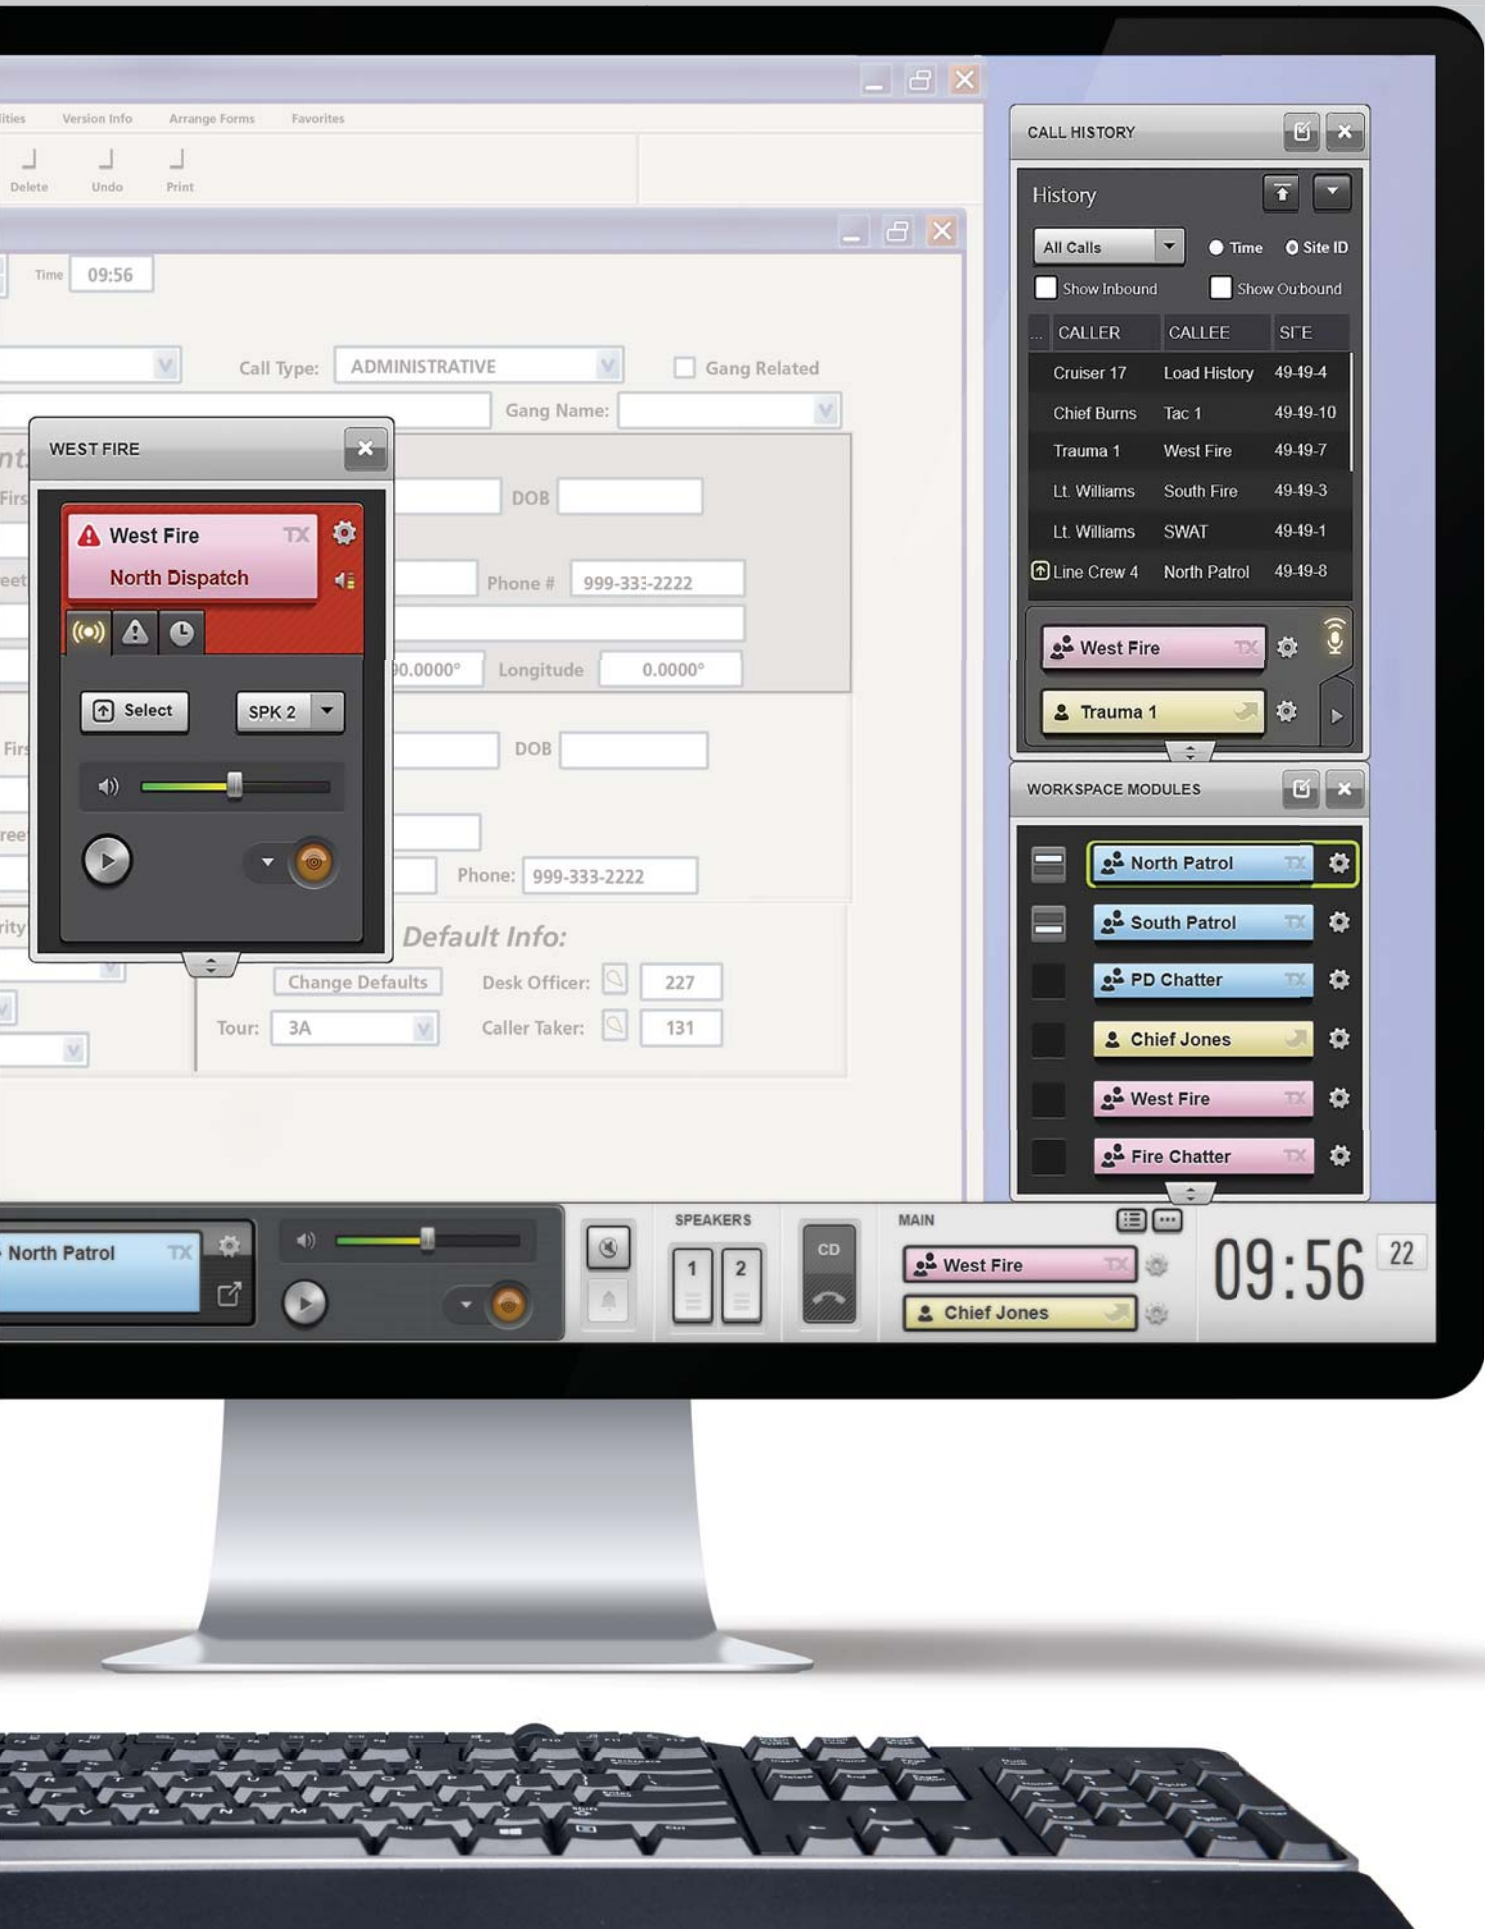 Version Info Arrange Forms Favorites
Delete Undo Print
Time 09:56
Call Type: ADMINISTRATIVE Gang Related
Gang Name:
DOB
Phone # 999-333-2222
Longitude 0.0000°
DOB
Phone: 999-333-2222
Default Info:
Change Defaults Desk Officer: 227
Tour: 3A Caller Taker: 131
WEST FIRE
West Fire TX
North Dispatch
Select SPK 2
CALL HISTORY
History
All Calls Time Site ID
Show Inbound Show Outbound
... CALLER CALLEE SITE
Cruiser 17 Load History 49-49-4
Chief Burns Tac 1 49-49-10
Trauma 1 West Fire 49-49-7
Lt. Williams South Fire 49-49-3
Lt. Williams SWAT 49-49-1
Line Crew 4 North Patrol 49-49-8
West Fire TX
Trauma 1
WORKSPACE MODULES
North Patrol TX
South Patrol TX
PD Chatter TX
Chief Jones
West Fire TX
Fire Chatter TX
North Patrol TX
SPEAKERS
1 2
CD
MAIN
West Fire TX
Chief Jones
09:56 22